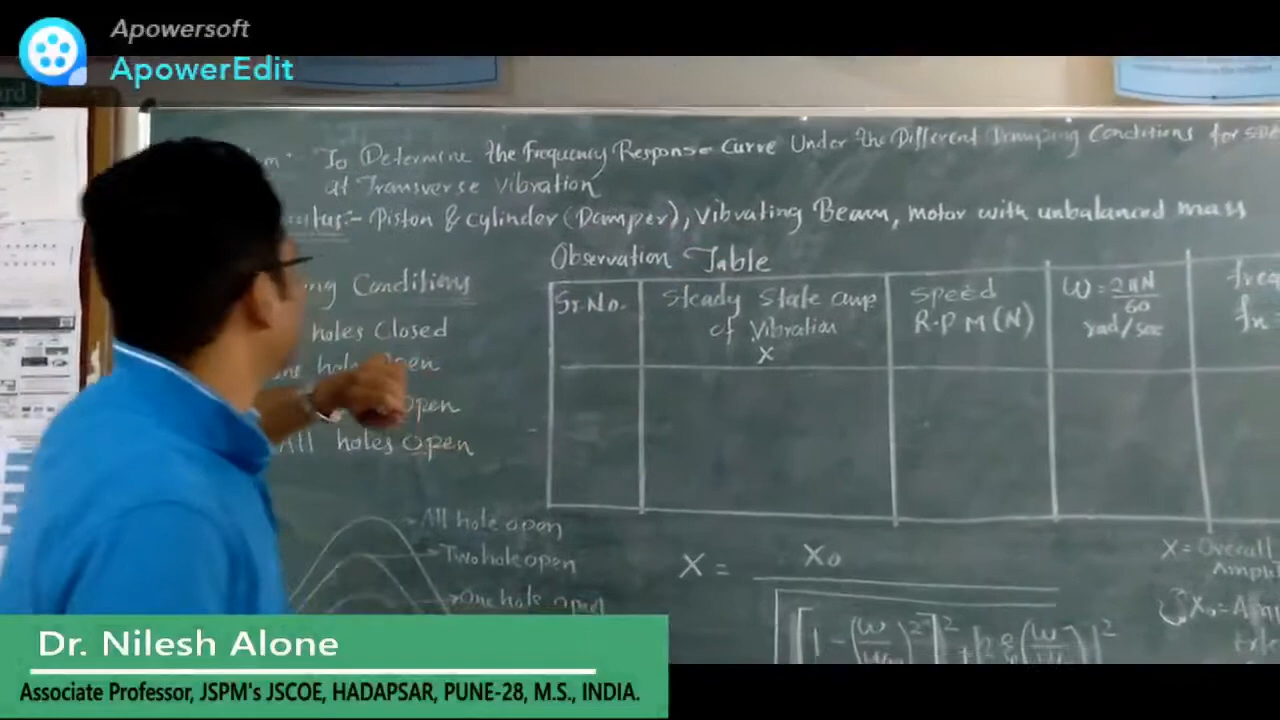 Apowersoft
ApowerEdit
To Determine the Frequency Response Curve Under the Different Damping Conditions for
at Transverse Vibration
Piston & cylinder (Damper), Vibrating Beam, motor with unbalanced mass
Observation Table
Conditions
holes Closed
Open
All holes Open
Sr.No.
Steady State amp
of Vibration
X
Speed
R.P.M (N)
ω = 2πN/60
rad/sec
All hole open
Two hole open
One hole open
X = X₀
X = Overall
Dr. Nilesh Alone
Associate Professor, JSPM's JSCOE, HADAPSAR, PUNE-28, M.S., INDIA.